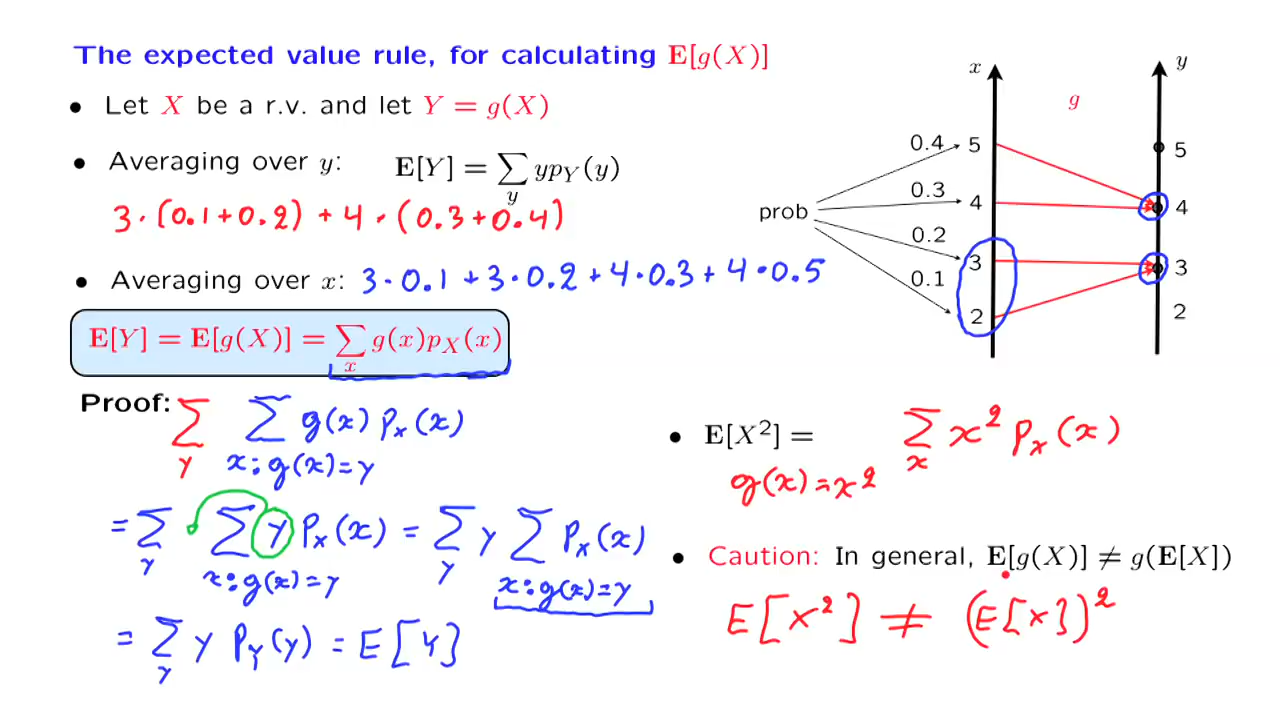 The expected value rule, for calculating E[g(X)]
• Let X be a r.v. and let Y = g(X)
• Averaging over y: E[Y] = ∑_y y p_Y(y)
3 · (0.1 + 0.2) + 4 · (0.3 + 0.4)
• Averaging over x: 3 · 0.1 + 3 · 0.2 + 4 · 0.3 + 4 · 0.5
E[Y] = E[g(X)] = ∑_x g(x) p_X(x)
Proof: ∑_y ∑_{x: g(x)=y} g(x) p_X(x)
= ∑_y ∑_{x: g(x)=y} y p_X(x) = ∑_y y ∑_{x: g(x)=y} p_X(x)
= ∑_y y p_Y(y) = E[Y]
x
y
g
prob
0.4
0.3
0.2
0.1
5
4
3
2
5
4
3
2
• E[X²] = ∑_x x² p_X(x)
g(x) = x²
• Caution: In general, E[g(X)] ≠ g(E[X])
E[X²] ≠ (E[X])²